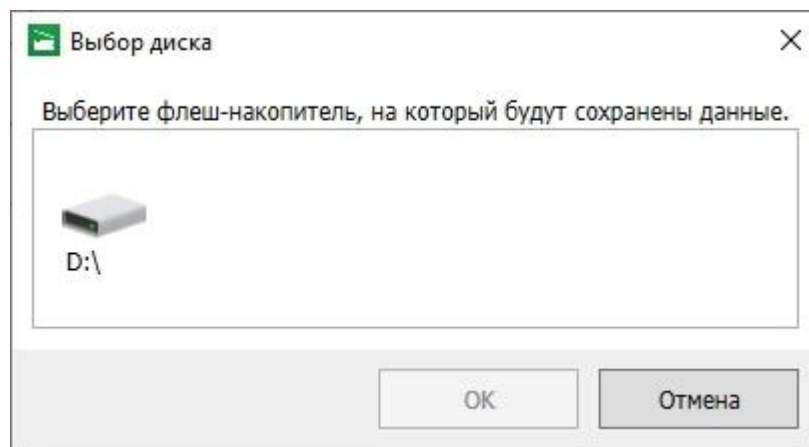 Выбор диска
Выберите флеш-накопитель, на который будут сохранены данные.
D:\
OK
Отмена